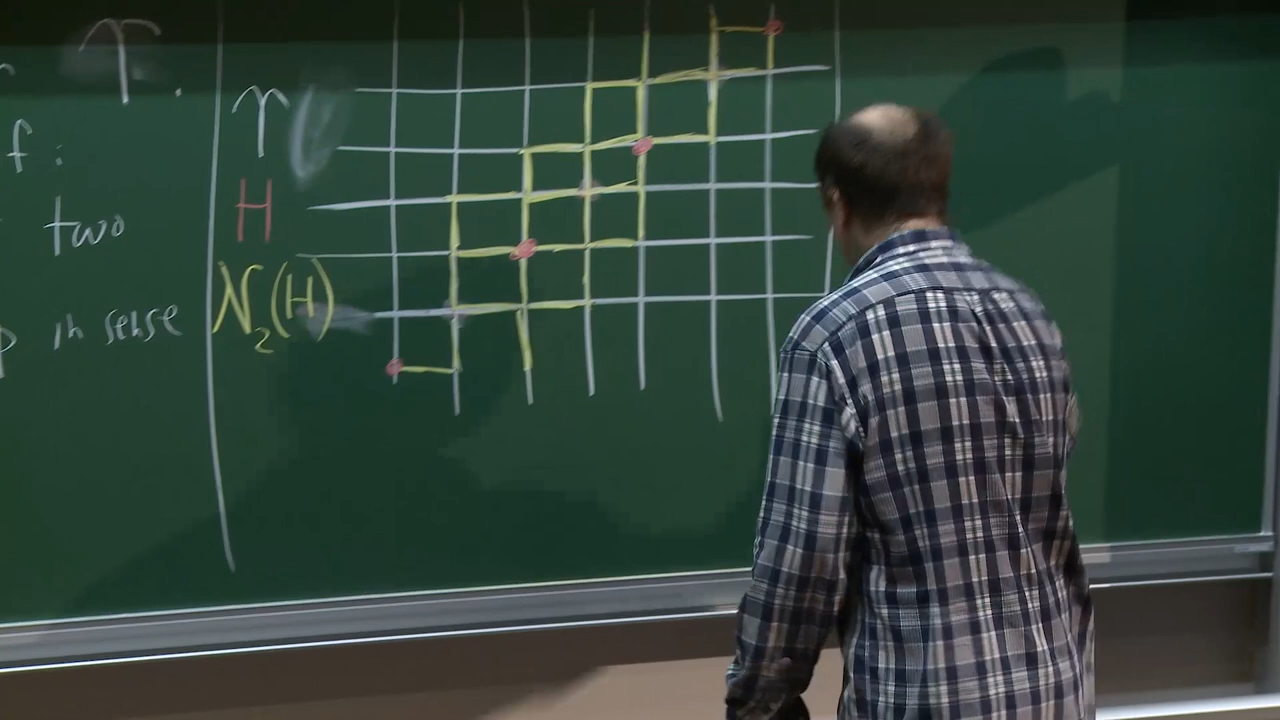 Υ.
f:
two
in sense
Υ
H
N₂(H)